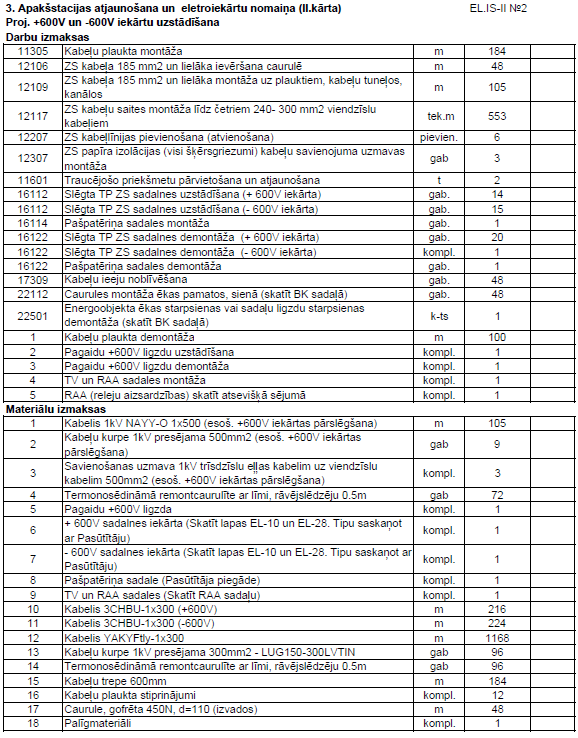 3. Apakšstacijas atjaunošana un eletroiekārtu nomaiņa (II.kārta) EL.IS-II №2
Proj. +600V un -600V iekārtu uzstādīšana
Darbu izmaksas
11305 Kabeļu plaukta montāža m 184
12106 ZS kabeļa 185 mm2 un lielāka ievēršana caurulē m 48
12109 ZS kabeļa 185 mm2 un lielāka montāža uz plauktiem, kabeļu tuneļos,
kanālos m 105
12117 ZS kabeļu saites montāža līdz četriem 240- 300 mm2 viendzīslu
kabeļiem tek.m 553
12207 ZS kabeļlīnijas pievienošana (atvienošana) pievien. 6
12307 ZS papīra izolācijas (visi šķērsgriezumi) kabeļu savienojuma uzmavas
montāža gab 3
11601 Traucējošo priekšmetu pārvietošana un atjaunošana t 2
16112 Slēgta TP ZS sadalnes uzstādīšana (+ 600V iekārta) gab. 14
16112 Slēgta TP ZS sadalnes uzstādīšana (- 600V iekārta) gab. 15
16114 Pašpatēriņa sadales montāža gab. 1
16122 Slēgta TP ZS sadalnes demontāža (+ 600V iekārta) gab. 20
16122 Slēgta TP ZS sadalnes demontāža (- 600V iekārta) kompl. 1
16122 Pašpatēriņa sadales demontāža gab. 1
17309 Kabeļu ieeju noblīvēšana gab. 48
22112 Caurules montāža ēkas pamatos, sienā (skatīt BK sadaļā) gab. 48
22501 Energoobjekta ēkas starpsienas vai sadaļu ligzdu starpsienas
demontāža (skatīt BK sadaļā) k-ts 1
1 Kabeļu plaukta demontāža m 100
2 Pagaidu +600V ligzdu uzstādīšana kompl. 1
3 Pagaidu +600V ligzdu demontāža kompl. 1
4 TV un RAA sadales montāža kompl. 1
5 RAA (releju aizsardzības) skatīt atsevišķā sējumā kompl. 1
Materiālu izmaksas
1 Kabelis 1kV NAYY-O 1x500 (esoš. +600V iekārtas pārslēgšana) m 105
2 Kabeļu kurpe 1kV presējama 500mm2 (esoš. +600V iekārtas
pārslēgšana) gab 9
3 Savienošanas uzmava 1kV trīsdzīslu eļļas kabelim uz viendzīslu
kabelim 500mm2 (esoš. +600V iekārtas pārslēgšana) kompl. 3
4 Termonosēdināmā remontcaurulīte ar līmi, rāvējslēdzēju 0.5m gab 72
5 Pagaidu +600V ligzda kompl. 1
6 + 600V sadalnes iekārta (Skatīt lapas EL-10 un EL-28. Tipu saskaņot
ar Pasūtītāju) kompl. 1
7 - 600V sadalnes iekārta (Skatīt lapas EL-10 un EL-28. Tipu saskaņot ar
Pasūtītāju) kompl. 1
8 Pašpatēriņa sadale (Pasūtītāja piegāde) kompl. 1
9 TV un RAA sadales (Skatīt RAA sadaļu) kompl. 1
10 Kabelis 3CHBU-1x300 (+600V) m 216
11 Kabelis 3CHBU-1x300 (-600V) m 224
12 Kabelis YAKYFtly-1x300 m 1168
13 Kabeļu kurpe 1kV presējama 300mm2 - LUG150-300LVTIN gab 96
14 Termonosēdināmā remontcaurulīte ar līmi, rāvējslēdzēju 0.5m gab 96
15 Kabeļu trepe 600mm m 184
16 Kabeļu plaukta stiprinājumi kompl. 12
17 Caurule, gofrēta 450N, d=110 (izvados) m 48
18 Palīgmateriāli kompl. 1